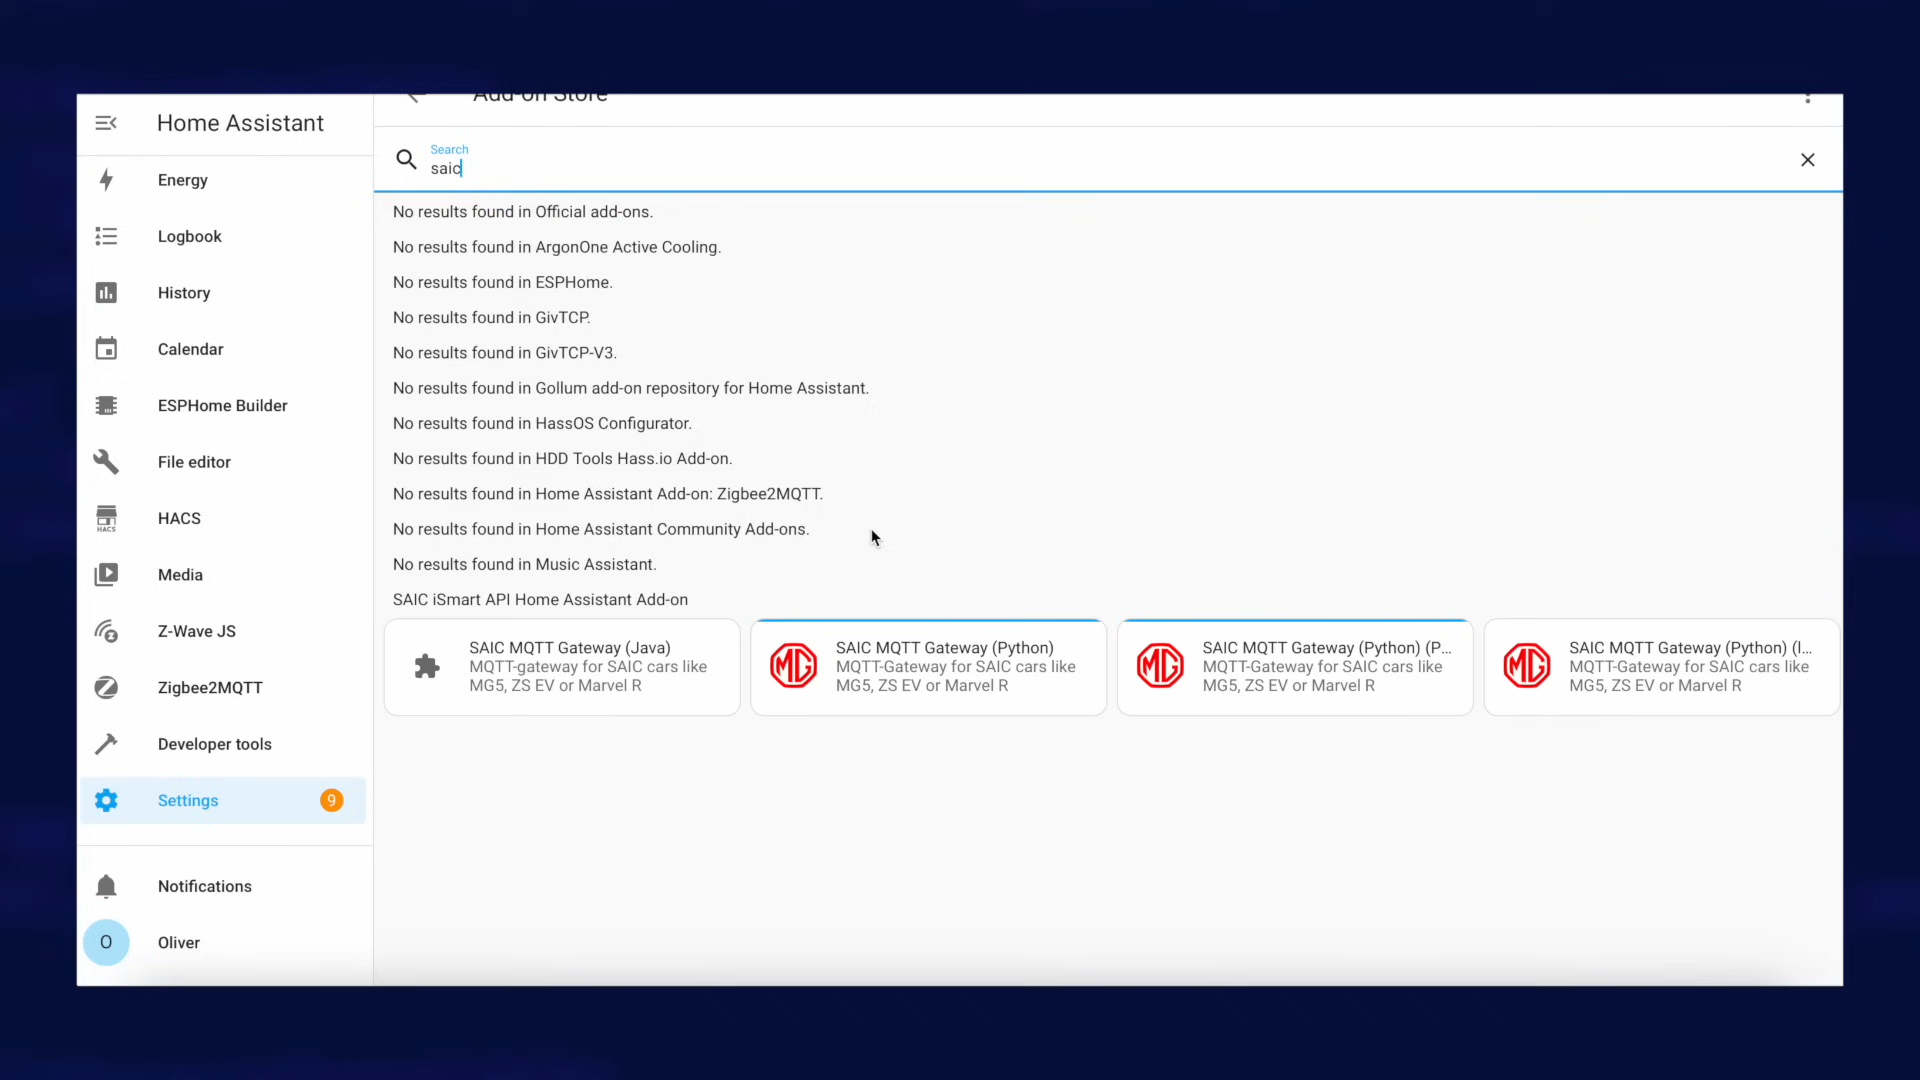 Home Assistant
Energy
Logbook
History
Calendar
ESPHome Builder
File editor
HACS
HACS
Media
Z-Wave JS
Zigbee2MQTT
Developer tools
Settings
9
Notifications
O
Oliver
Add-on Store
Search
saic
No results found in Official add-ons.
No results found in ArgonOne Active Cooling.
No results found in ESPHome.
No results found in GivTCP.
No results found in GivTCP-V3.
No results found in Gollum add-on repository for Home Assistant.
No results found in HassOS Configurator.
No results found in HDD Tools Hass.io Add-on.
No results found in Home Assistant Add-on: Zigbee2MQTT.
No results found in Home Assistant Community Add-ons.
No results found in Music Assistant.
SAIC iSmart API Home Assistant Add-on
SAIC MQTT Gateway (Java)
MQTT-gateway for SAIC cars like
MG5, ZS EV or Marvel R
MG
SAIC MQTT Gateway (Python)
MQTT-Gateway for SAIC cars like
MG5, ZS EV or Marvel R
MG
SAIC MQTT Gateway (Python) (P...
MQTT-Gateway for SAIC cars like
MG5, ZS EV or Marvel R
MG
SAIC MQTT Gateway (Python) (I...
MQTT-Gateway for SAIC cars like
MG5, ZS EV or Marvel R